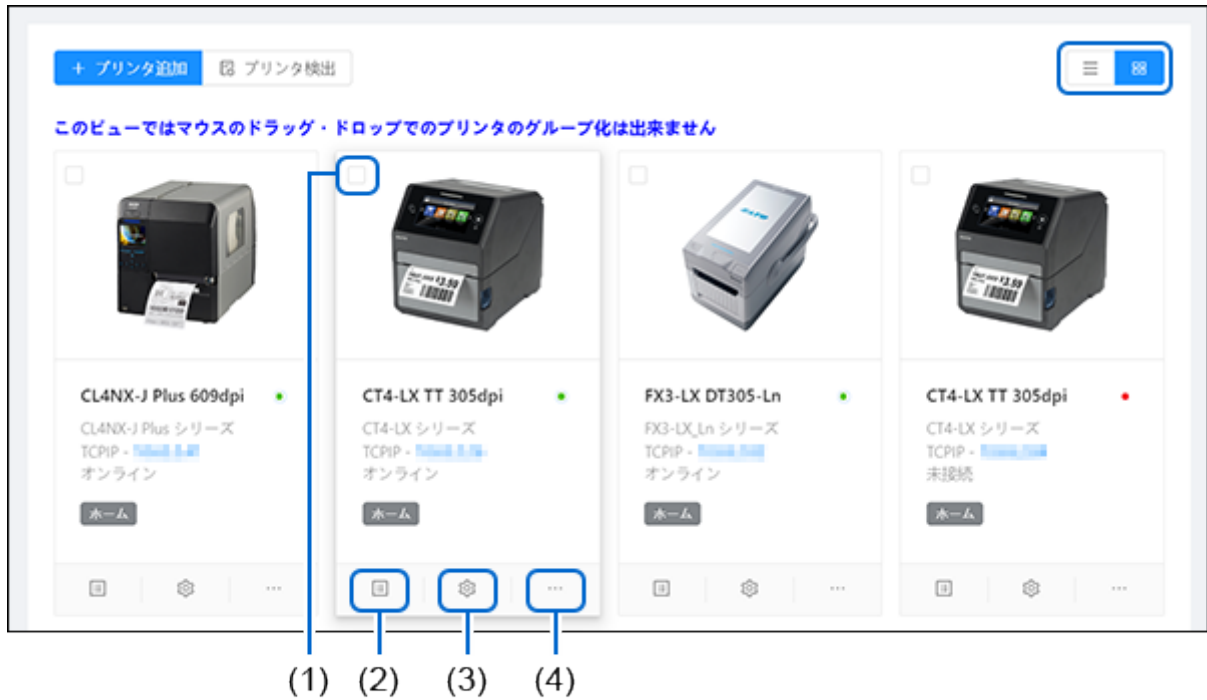 + プリンタ追加 プリンタ検出
このビューではマウスのドラッグ・ドロップでのプリンタのグループ化は出来ません
CL4NX-J Plus 609dpi
CL4NX-J Plus シリーズ
TCPIP -
オンライン
ホーム
CT4-LX TT 305dpi
CT4-LX シリーズ
TCPIP -
オンライン
ホーム
FX3-LX DT305-Ln
FX3-LX_Ln シリーズ
TCPIP -
オンライン
ホーム
CT4-LX TT 305dpi
CT4-LX シリーズ
TCPIP -
未接続
ホーム
(1) (2) (3) (4)